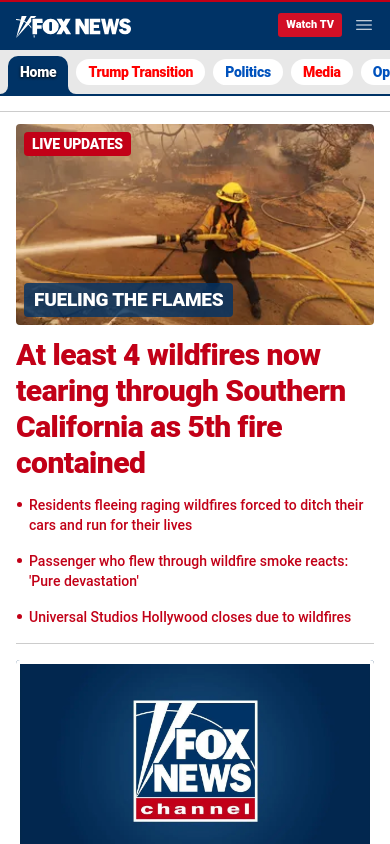 FOX NEWS
Watch TV
Home
Trump Transition
Politics
Media
Op
LIVE UPDATES
FUELING THE FLAMES
At least 4 wildfires now
tearing through Southern
California as 5th fire
contained
• Residents fleeing raging wildfires forced to ditch their
cars and run for their lives
• Passenger who flew through wildfire smoke reacts:
'Pure devastation'
• Universal Studios Hollywood closes due to wildfires
FOX
NEWS
channel